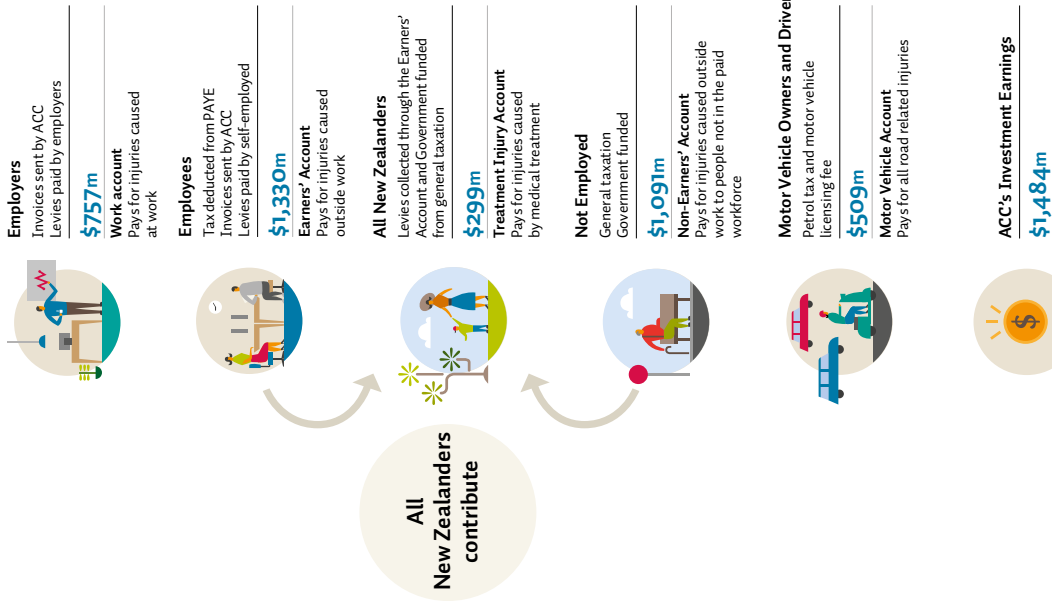 All
New Zealanders
contribute
Employers
Invoices sent by ACC
Levies paid by employers
$757m
Work account
Pays for injuries caused
at work
Employees
Tax deducted from PAYE
Invoices sent by ACC
Levies paid by self-employed
$1,330m
Earners' Account
Pays for injuries caused
outside work
All New Zealanders
Levies collected through the Earners'
Account and Government funded
from general taxation
$299m
Treatment Injury Account
Pays for injuries caused
by medical treatment
Not Employed
General taxation
Government funded
$1,091m
Non-Earners' Account
Pays for injuries caused outside
work to people not in the paid
workforce
Motor Vehicle Owners and Driver
Petrol tax and motor vehicle
licensing fee
$509m
Motor Vehicle Account
Pays for all road related injuries
ACC's Investment Earnings
$1,484m
$